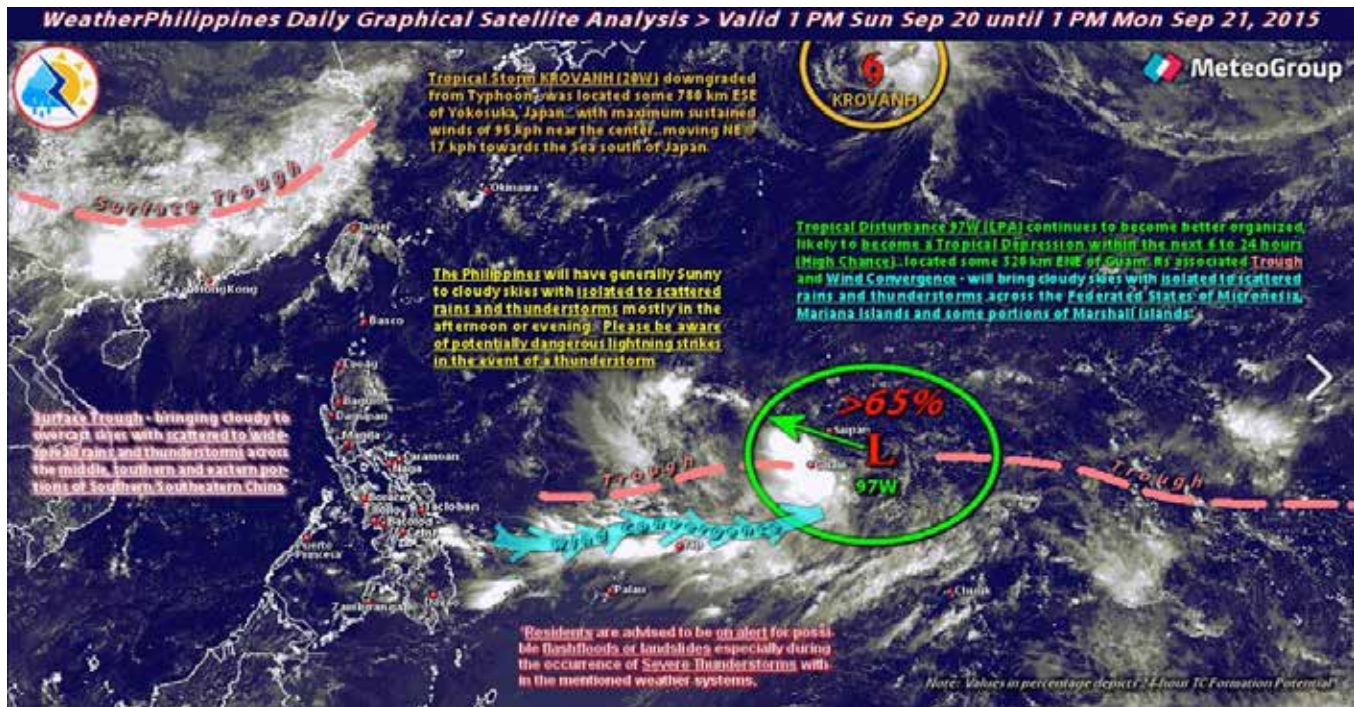 WeatherPhilippines Daily Graphical Satellite Analysis > Valid 1 PM Sun Sep 20 until 1 PM Mon Sep 21, 2015
MeteoGroup
KROVANH
Tropical Storm KROVANH (20W) downgraded
from Typhoon.. was located some 780 km ESE
of Yokosuka, Japan.. with maximum sustained
winds of 95 kph near the center..moving NE @
17 kph towards the Sea south of Japan.
Surface Trough
Okinawa
Taipei
HongKong
Basco
Tropical Disturbance 97W (LPA) continues to become better organized,
likely to become a Tropical Depression within the next 6 to 24 hours
(High Chance)..located some 320 km ENE of Guam. Its associated Trough
and Wind Convergence - will bring cloudy skies with isolated to scattered
rains and thunderstorms across the Federated States of Micronesia,
Mariana Islands and some portions of Marshall Islands.
The Philippines will have generally Sunny
to cloudy skies with isolated to scattered
rains and thunderstorms mostly in the
afternoon or evening. Please be aware
of potentially dangerous lightning strikes
in the event of a thunderstorm
Laoag
Baguio
Dagupan
Manila
Caramoan
Naga
Boracay
Iloilo
Tacloban
Bacolod
Cebu
Puerto
Princesa
Zamboanga
Davao
Surface Trough - bringing cloudy to
overcast skies with scattered to wide-
spread rains and thunderstorms across
the middle, southern and eastern por-
tions of Southern Southeatern China.
>65%
Saipan
L
Guam
97W
Trough
Trough
Wind Convergence
Yap
Palau
Chuuk
"Residents are advised to be on alert for possi-
ble flashfloods or landslides especially during
the occurrence of Severe Thunderstorms with-
in the mentioned weather systems.
Note: Values in percentage depicts 24-hour TC Formation Potential"